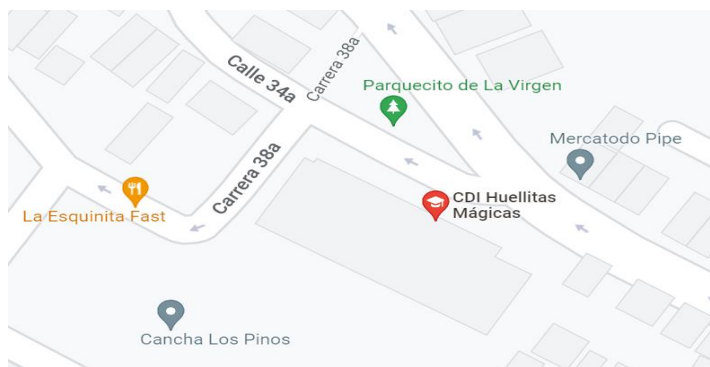 Calle 34a
Carrera 38a
Parquecito de La Virgen
Mercatodo Pipe
Carrera 38a
CDI Huellitas
Mágicas
La Esquinita Fast
Cancha Los Pinos